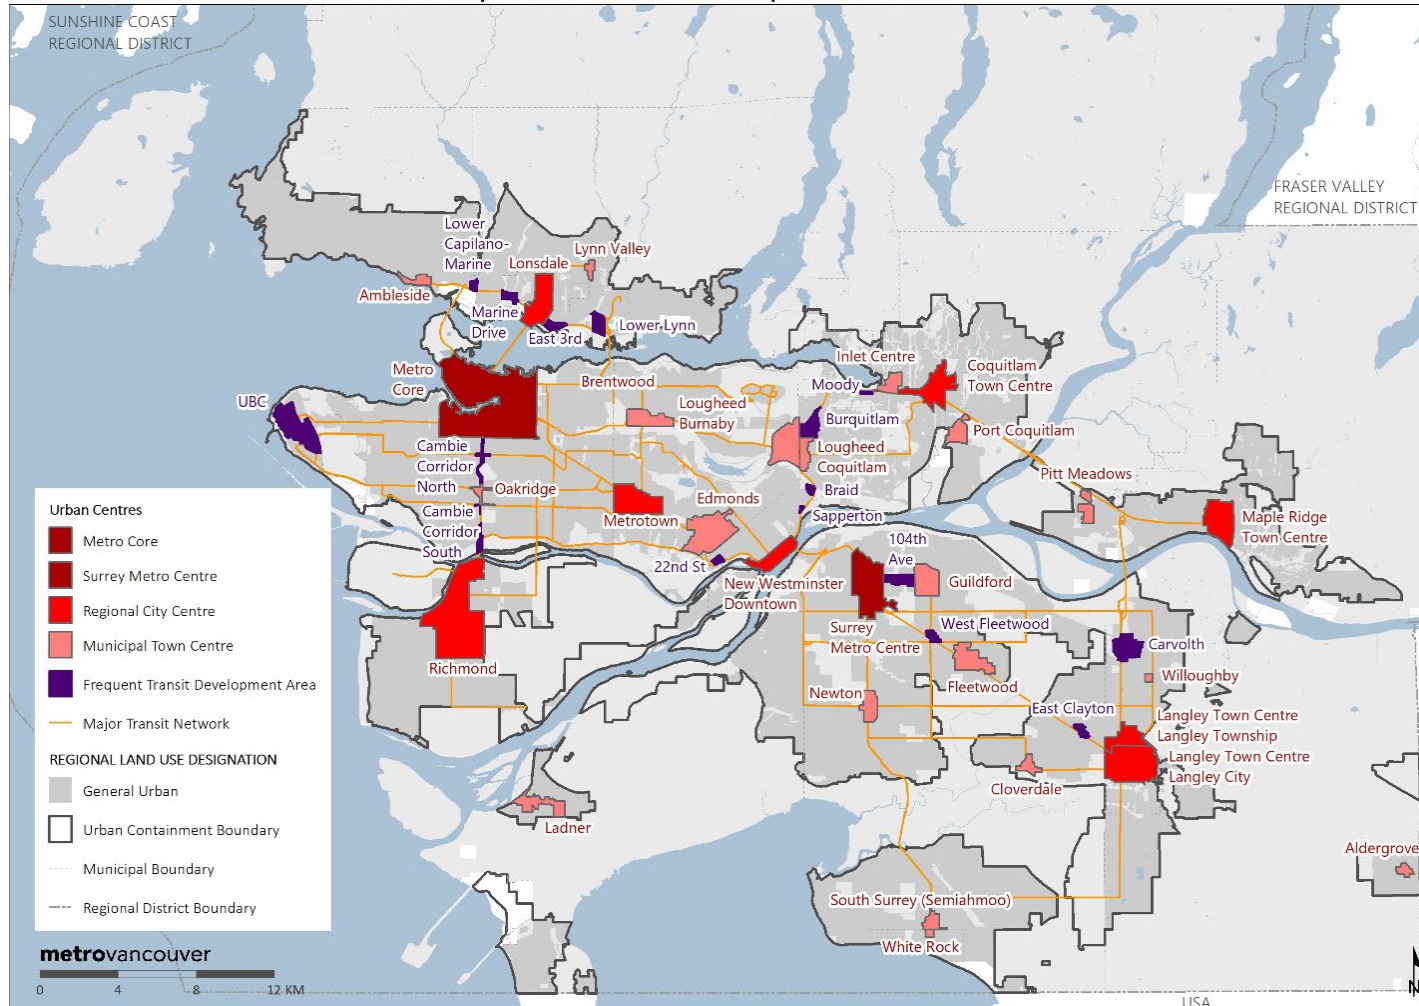 SUNSHINE COAST
REGIONAL DISTRICT
FRASER VALLEY
REGIONAL DISTRICT
Lower
Capilano-
Marine
Lynn Valley
Lonsdale
Ambleside
Marine
Drive
East 3rd
Lower Lynn
Metro
Core
Brentwood
Inlet Centre
Coquitlam
Town Centre
Moody
UBC
Lougheed
Burnaby
Burquitlam
Port Coquitlam
Cambie
Corridor
North
Lougheed
Coquitlam
Pitt Meadows
Oakridge
Edmonds
Braid
Metrotown
Sapperton
Cambie
Corridor
South
Maple Ridge
Town Centre
104th
Ave
22nd St
New Westminster
Downtown
Guildford
Surrey
Metro Centre
West Fleetwood
Carvolth
Richmond
Fleetwood
Willoughby
Newton
East Clayton
Langley Town Centre
Langley Township
Langley Town Centre
Langley City
Cloverdale
Ladner
Aldergrove
South Surrey (Semiahmoo)
White Rock
USA
N
Urban Centres
Metro Core
Surrey Metro Centre
Regional City Centre
Municipal Town Centre
Frequent Transit Development Area
Major Transit Network
REGIONAL LAND USE DESIGNATION
General Urban
Urban Containment Boundary
Municipal Boundary
Regional District Boundary
metrovancouver
0 4 8 12 KM